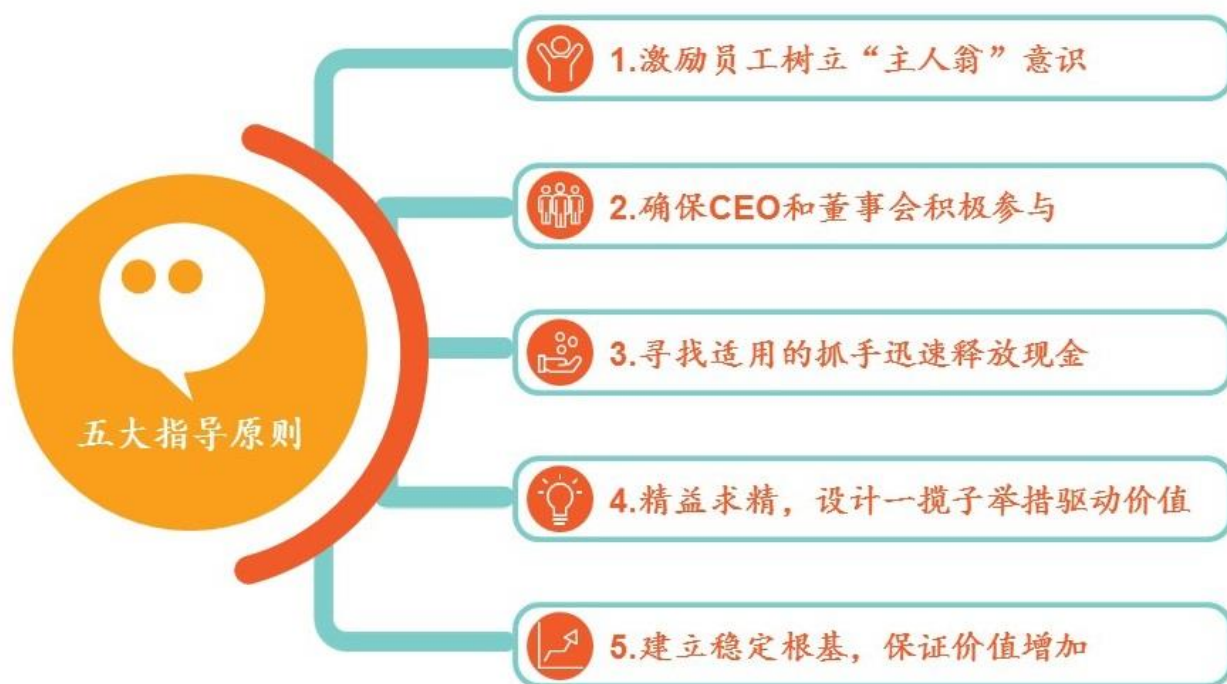 五大指导原则
1.激励员工树立“主人翁”意识
2.确保CEO和董事会积极参与
3.寻找适用的抓手迅速释放现金
4.精益求精，设计一揽子举措驱动价值
5.建立稳定根基，保证价值增加